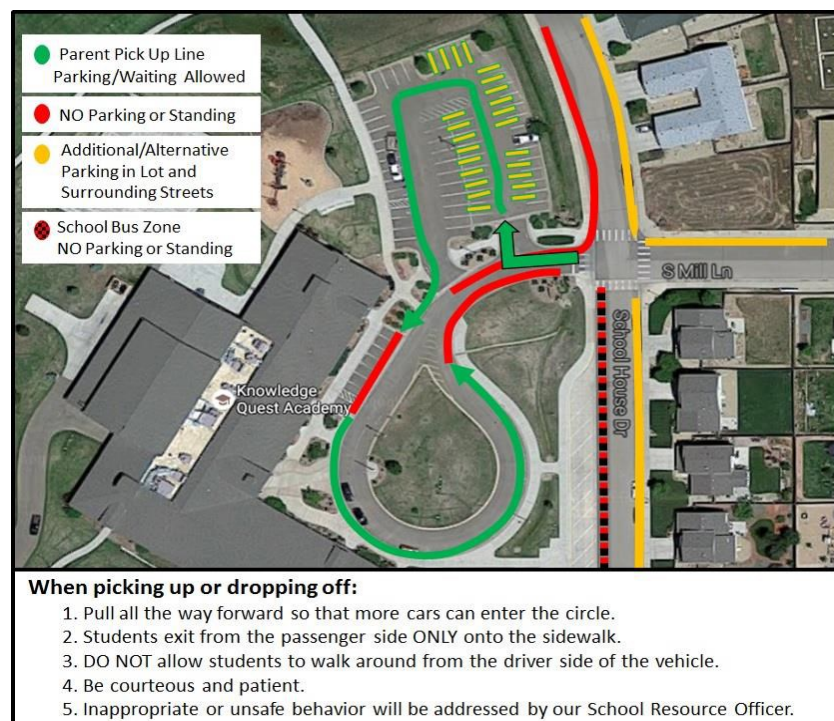 Parent Pick Up Line
Parking/Waiting Allowed
NO Parking or Standing
Additional/Alternative
Parking in Lot and
Surrounding Streets
School Bus Zone
NO Parking or Standing
S Mill Ln
School House Dr
Knowledge
Quest Academy
When picking up or dropping off:
1. Pull all the way forward so that more cars can enter the circle.
2. Students exit from the passenger side ONLY onto the sidewalk.
3. DO NOT allow students to walk around from the driver side of the vehicle.
4. Be courteous and patient.
5. Inappropriate or unsafe behavior will be addressed by our School Resource Officer.